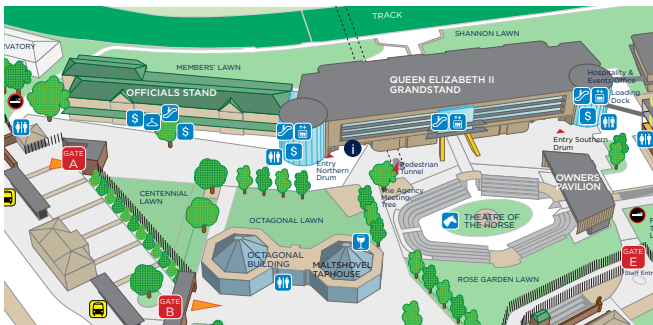 TRACK
SHANNON LAWN
RVATORY
MEMBERS' LAWN
QUEEN ELIZABETH II
GRANDSTAND
Hospitality &
Events Office
OFFICIALS STAND
Loading
Dock
$
$
$
$
i
GATE
A
Entry
Northern
Drum
Pedestrian
Tunnel
Entry Southern
Drum
OWNERS
PAVILION
CENTENNIAL
LAWN
The Agency
Meeting
Tree
OCTAGONAL LAWN
THEATRE OF
THE HORSE
OCTAGONAL
BUILDING
MALTSHOVEL
TAPHOUSE
GATE
E
Staff Entr
ROSE GARDEN LAWN
GATE
B